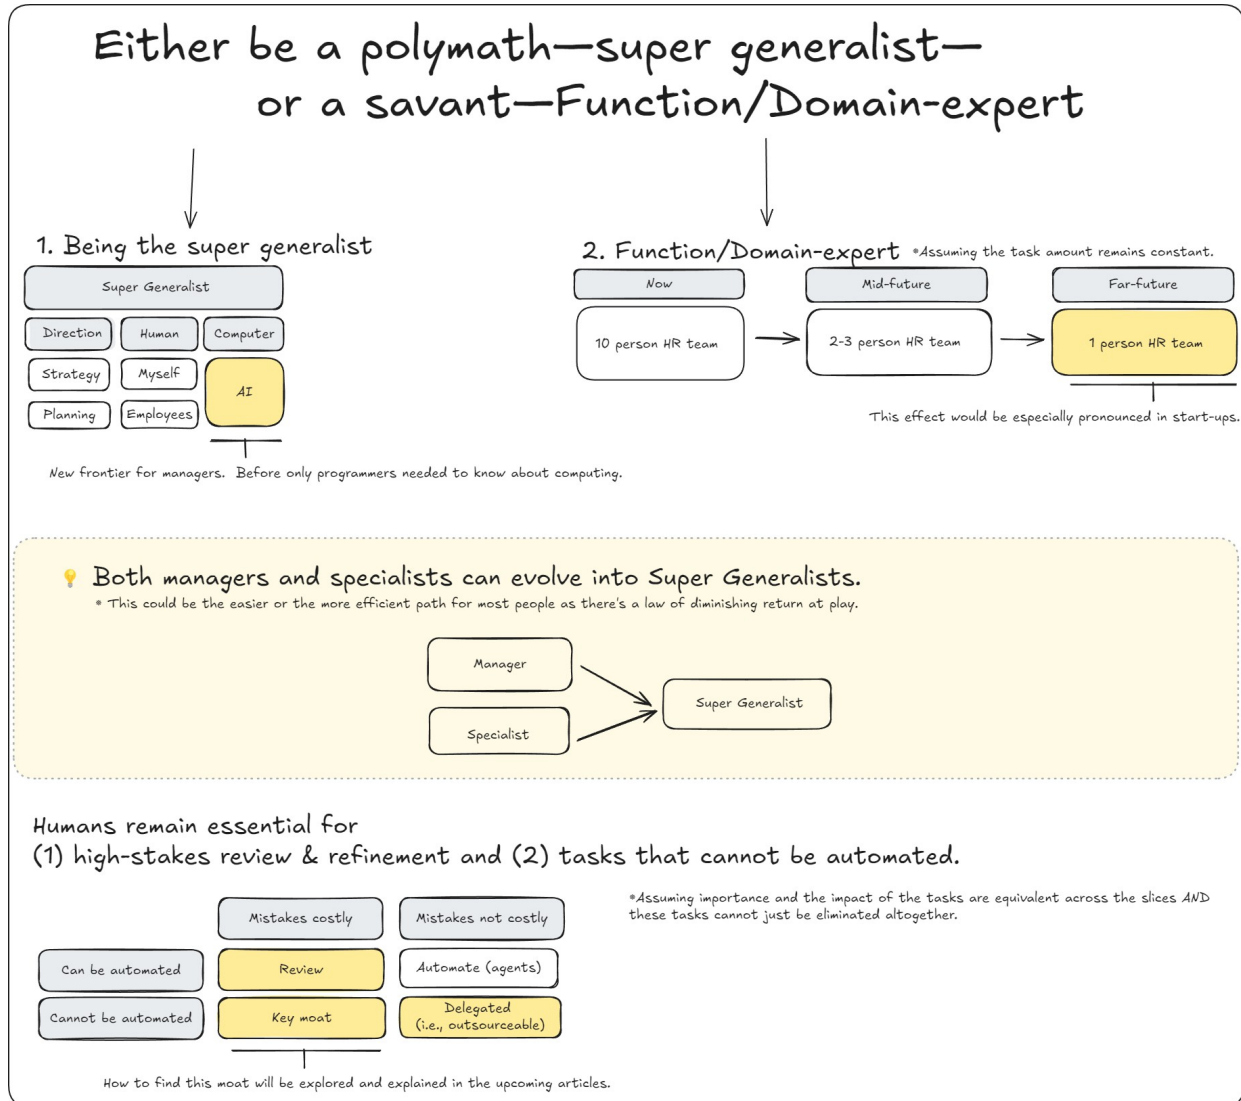 Either be a polymath—super generalist—
or a savant—Function/Domain-expert
1. Being the super generalist
Super Generalist
Direction
Human
Computer
Strategy
Myself
AI
Planning
Employees
New frontier for managers. Before only programmers needed to know about computing.
2. Function/Domain-expert
*Assuming the task amount remains constant.
Now
Mid-future
Far-future
10 person HR team
2-3 person HR team
1 person HR team
This effect would be especially pronounced in start-ups.
Both managers and specialists can evolve into Super Generalists.
* This could be the easier or the more efficient path for most people as there's a law of diminishing return at play.
Manager
Specialist
Super Generalist
Humans remain essential for
(1) high-stakes review & refinement and (2) tasks that cannot be automated.
*Assuming importance and the impact of the tasks are equivalent across the slices AND
these tasks cannot just be eliminated altogether.
Mistakes costly
Mistakes not costly
Can be automated
Review
Automate (agents)
Cannot be automated
Key moat
Delegated
(i.e., outsourceable)
How to find this moat will be explored and explained in the upcoming articles.